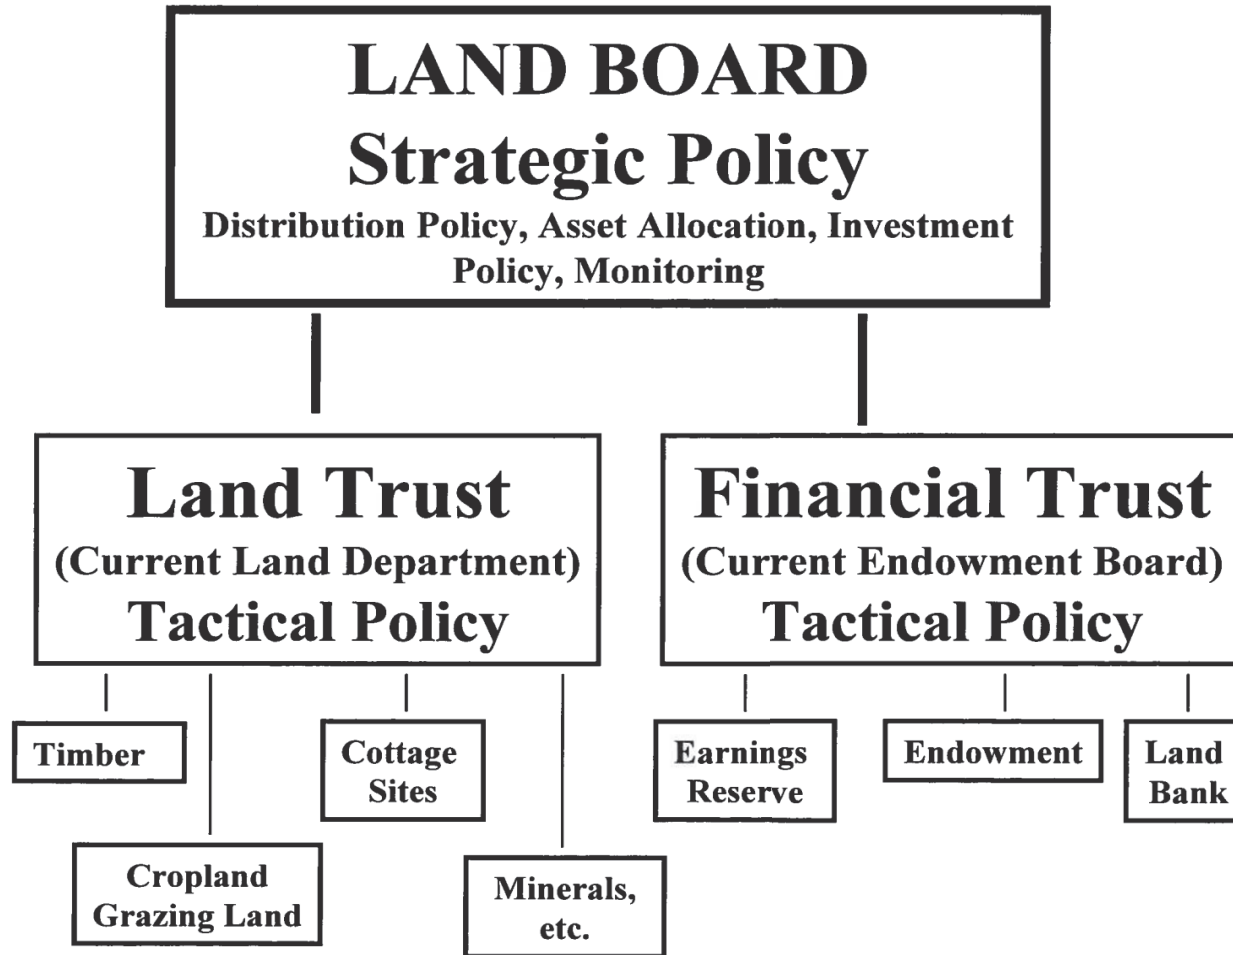 LAND BOARD
Strategic Policy
Distribution Policy, Asset Allocation, Investment
Policy, Monitoring
Land Trust
(Current Land Department)
Tactical Policy
Financial Trust
(Current Endowment Board)
Tactical Policy
Timber
Cottage
Sites
Earnings
Reserve
Endowment
Land
Bank
Cropland
Grazing Land
Minerals,
etc.